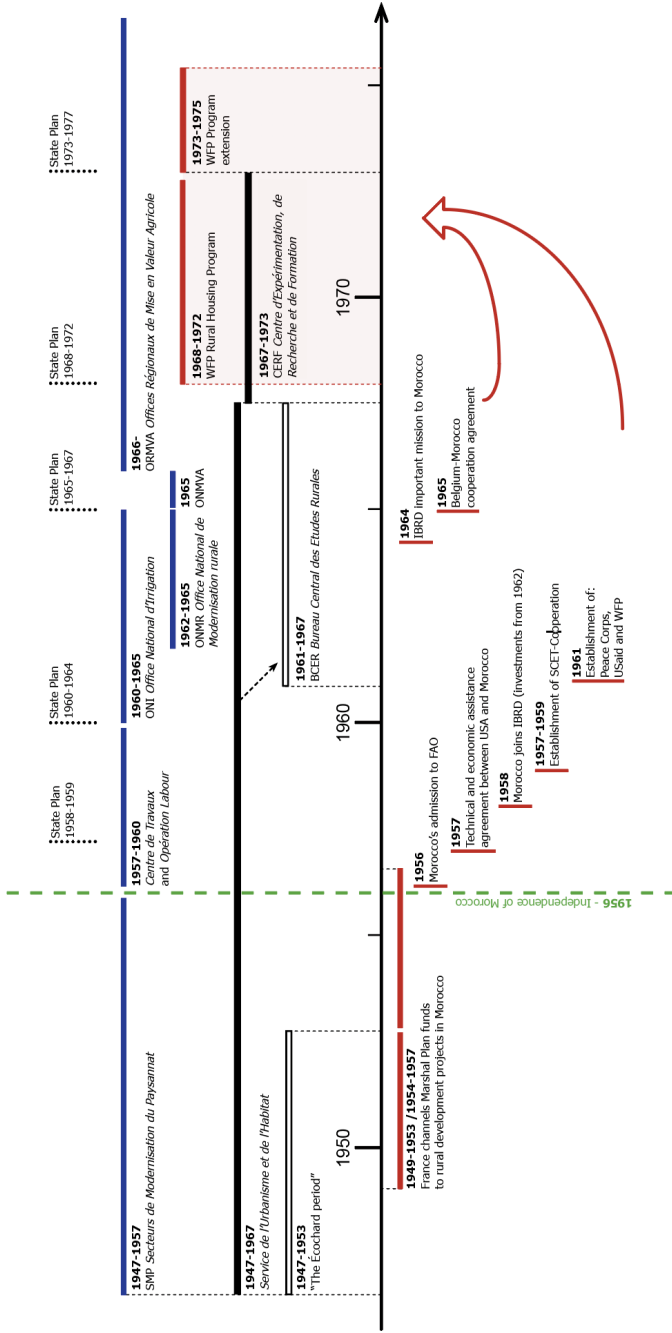 State Plan
1958-1959
State Plan
1960-1964
State Plan
1965-1967
State Plan
1968-1972
State Plan
1973-1977
1947-1957
SMP Secteurs de Modernisation du Paysannat
1957-1960
Centre de Travaux
and Opération Labour
1960-1965
ONI Office National d'Irrigation
1966-
ORMVA Offices Régionaux de Mise en Valeur Agricole
1962-1965
ONMR Office National de
Modernisation rurale
1965
ONMVA
1968-1972
WFP Rural Housing Program
1973-1975
WFP Program
extension
1947-1967
Service de l'Urbanisme et de l'Habitat
1967-1973
CERF Centre d'Expérimentation, de
Recherche et de Formation
1947-1953
"The Écochard period"
1961-1967
BCER Bureau Central des Etudes Rurales
1950
1960
1970
1949-1953 /1954-1957
France channels Marshal Plan funds
to rural development projects in Morocco
1956 - Independence of Morocco
1956
Morocco's admission to FAO
1957
Technical and economic assistance
agreement between USA and Morocco
1958
Morocco joins IBRD (investments from 1962)
1957-1959
Establishment of SCET-Cooperation
1961
Establishment of:
Peace Corps,
USaid and WFP
1964
IBRD important mission to Morocco
1965
Belgium-Morocco
cooperation agreement